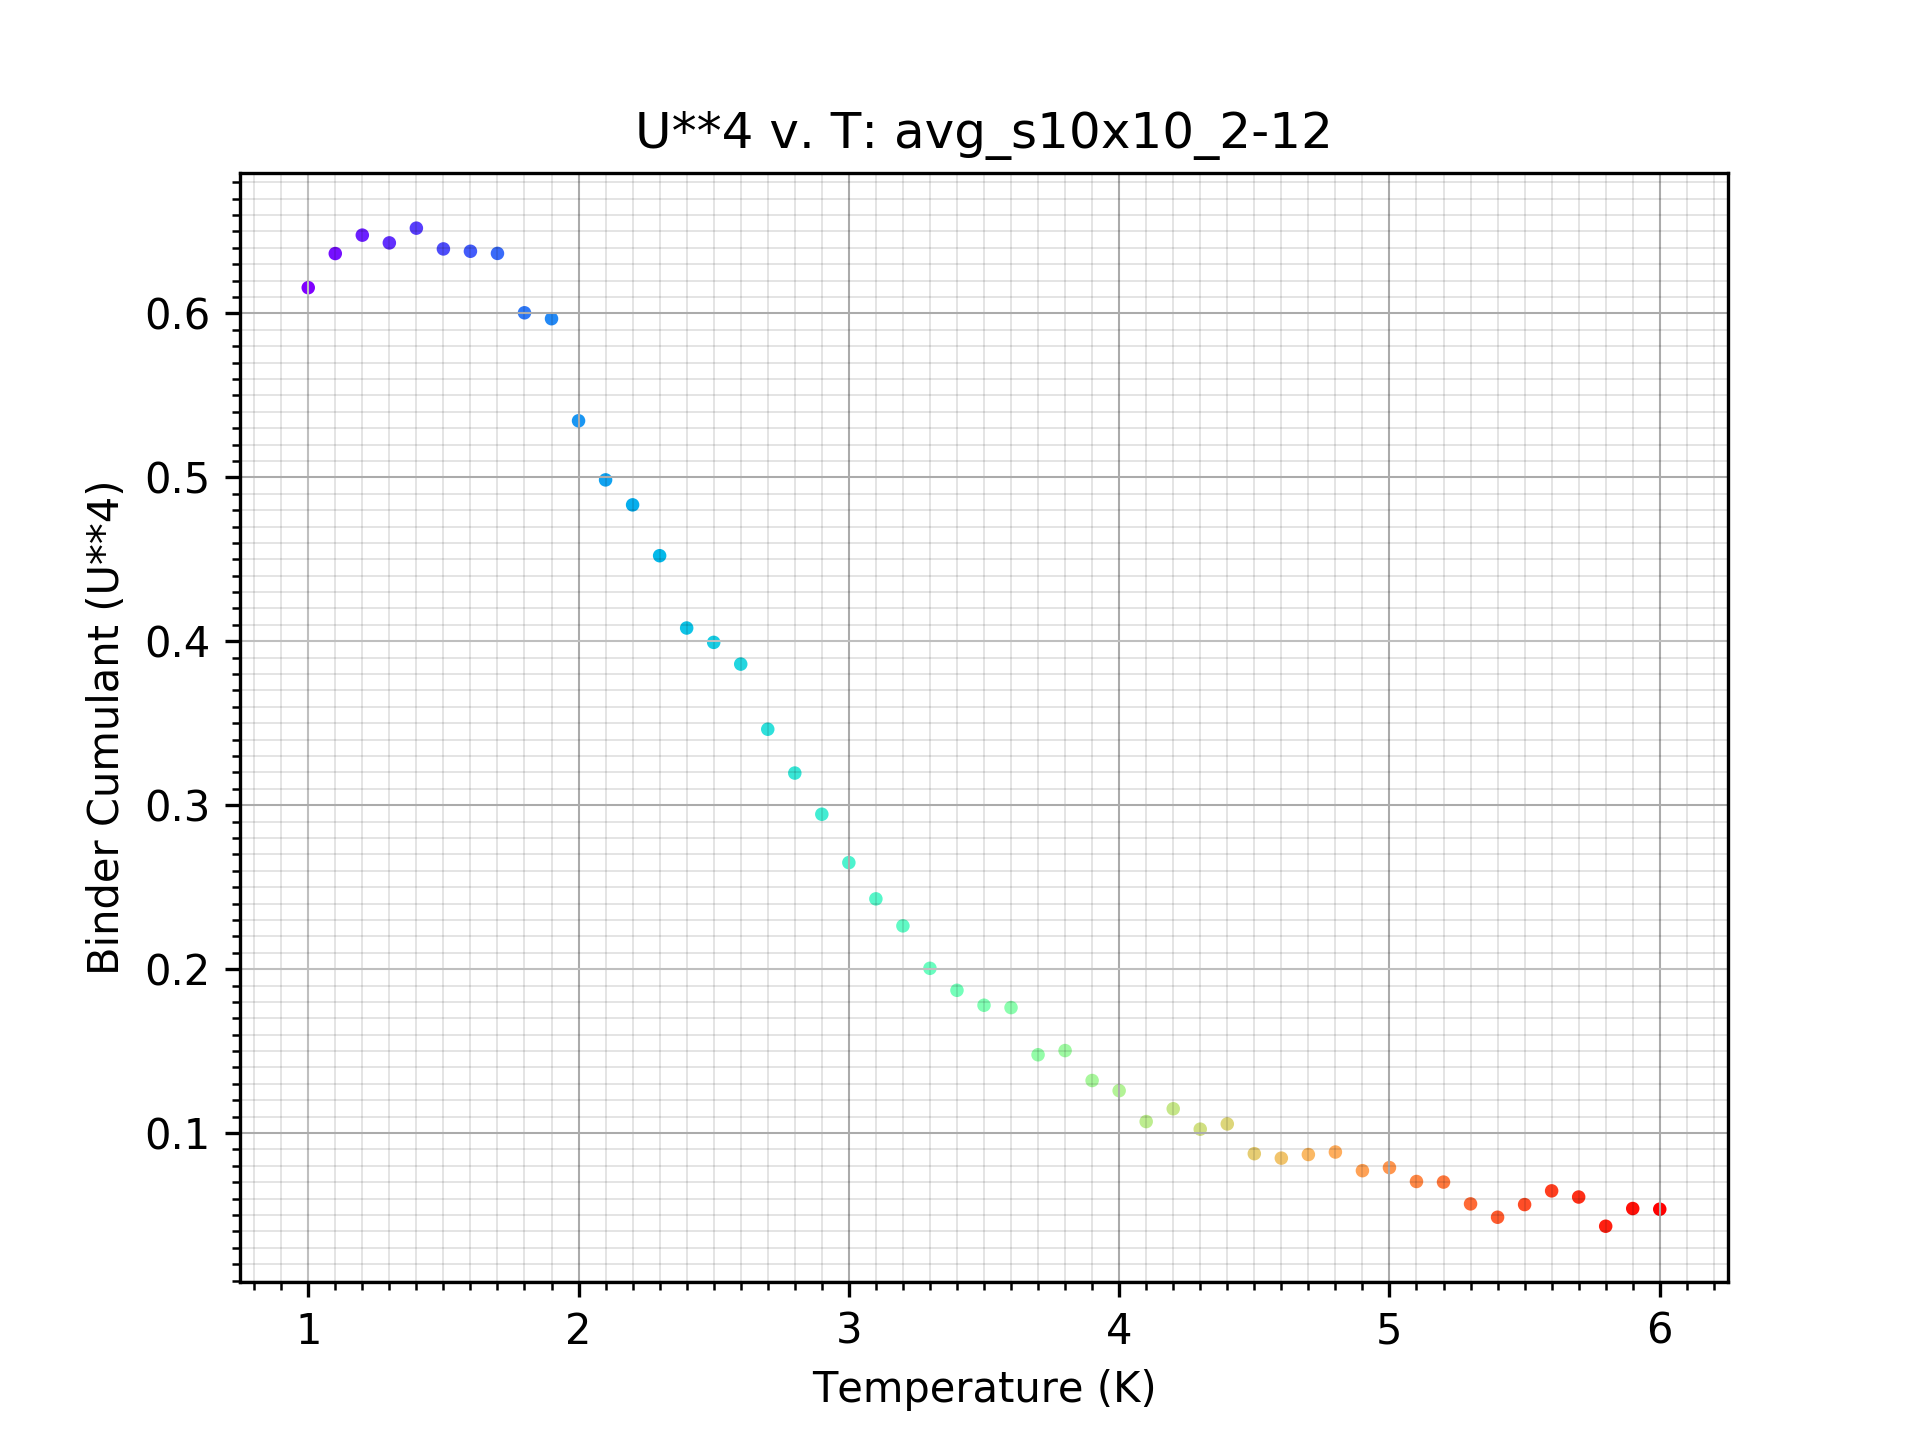 U**4 v. T: avg_s10x10_2-12
Binder Cumulant (U**4)
0.6
0.5
0.4
0.3
0.2
0.1
1 2 3 4 5 6
Temperature (K)